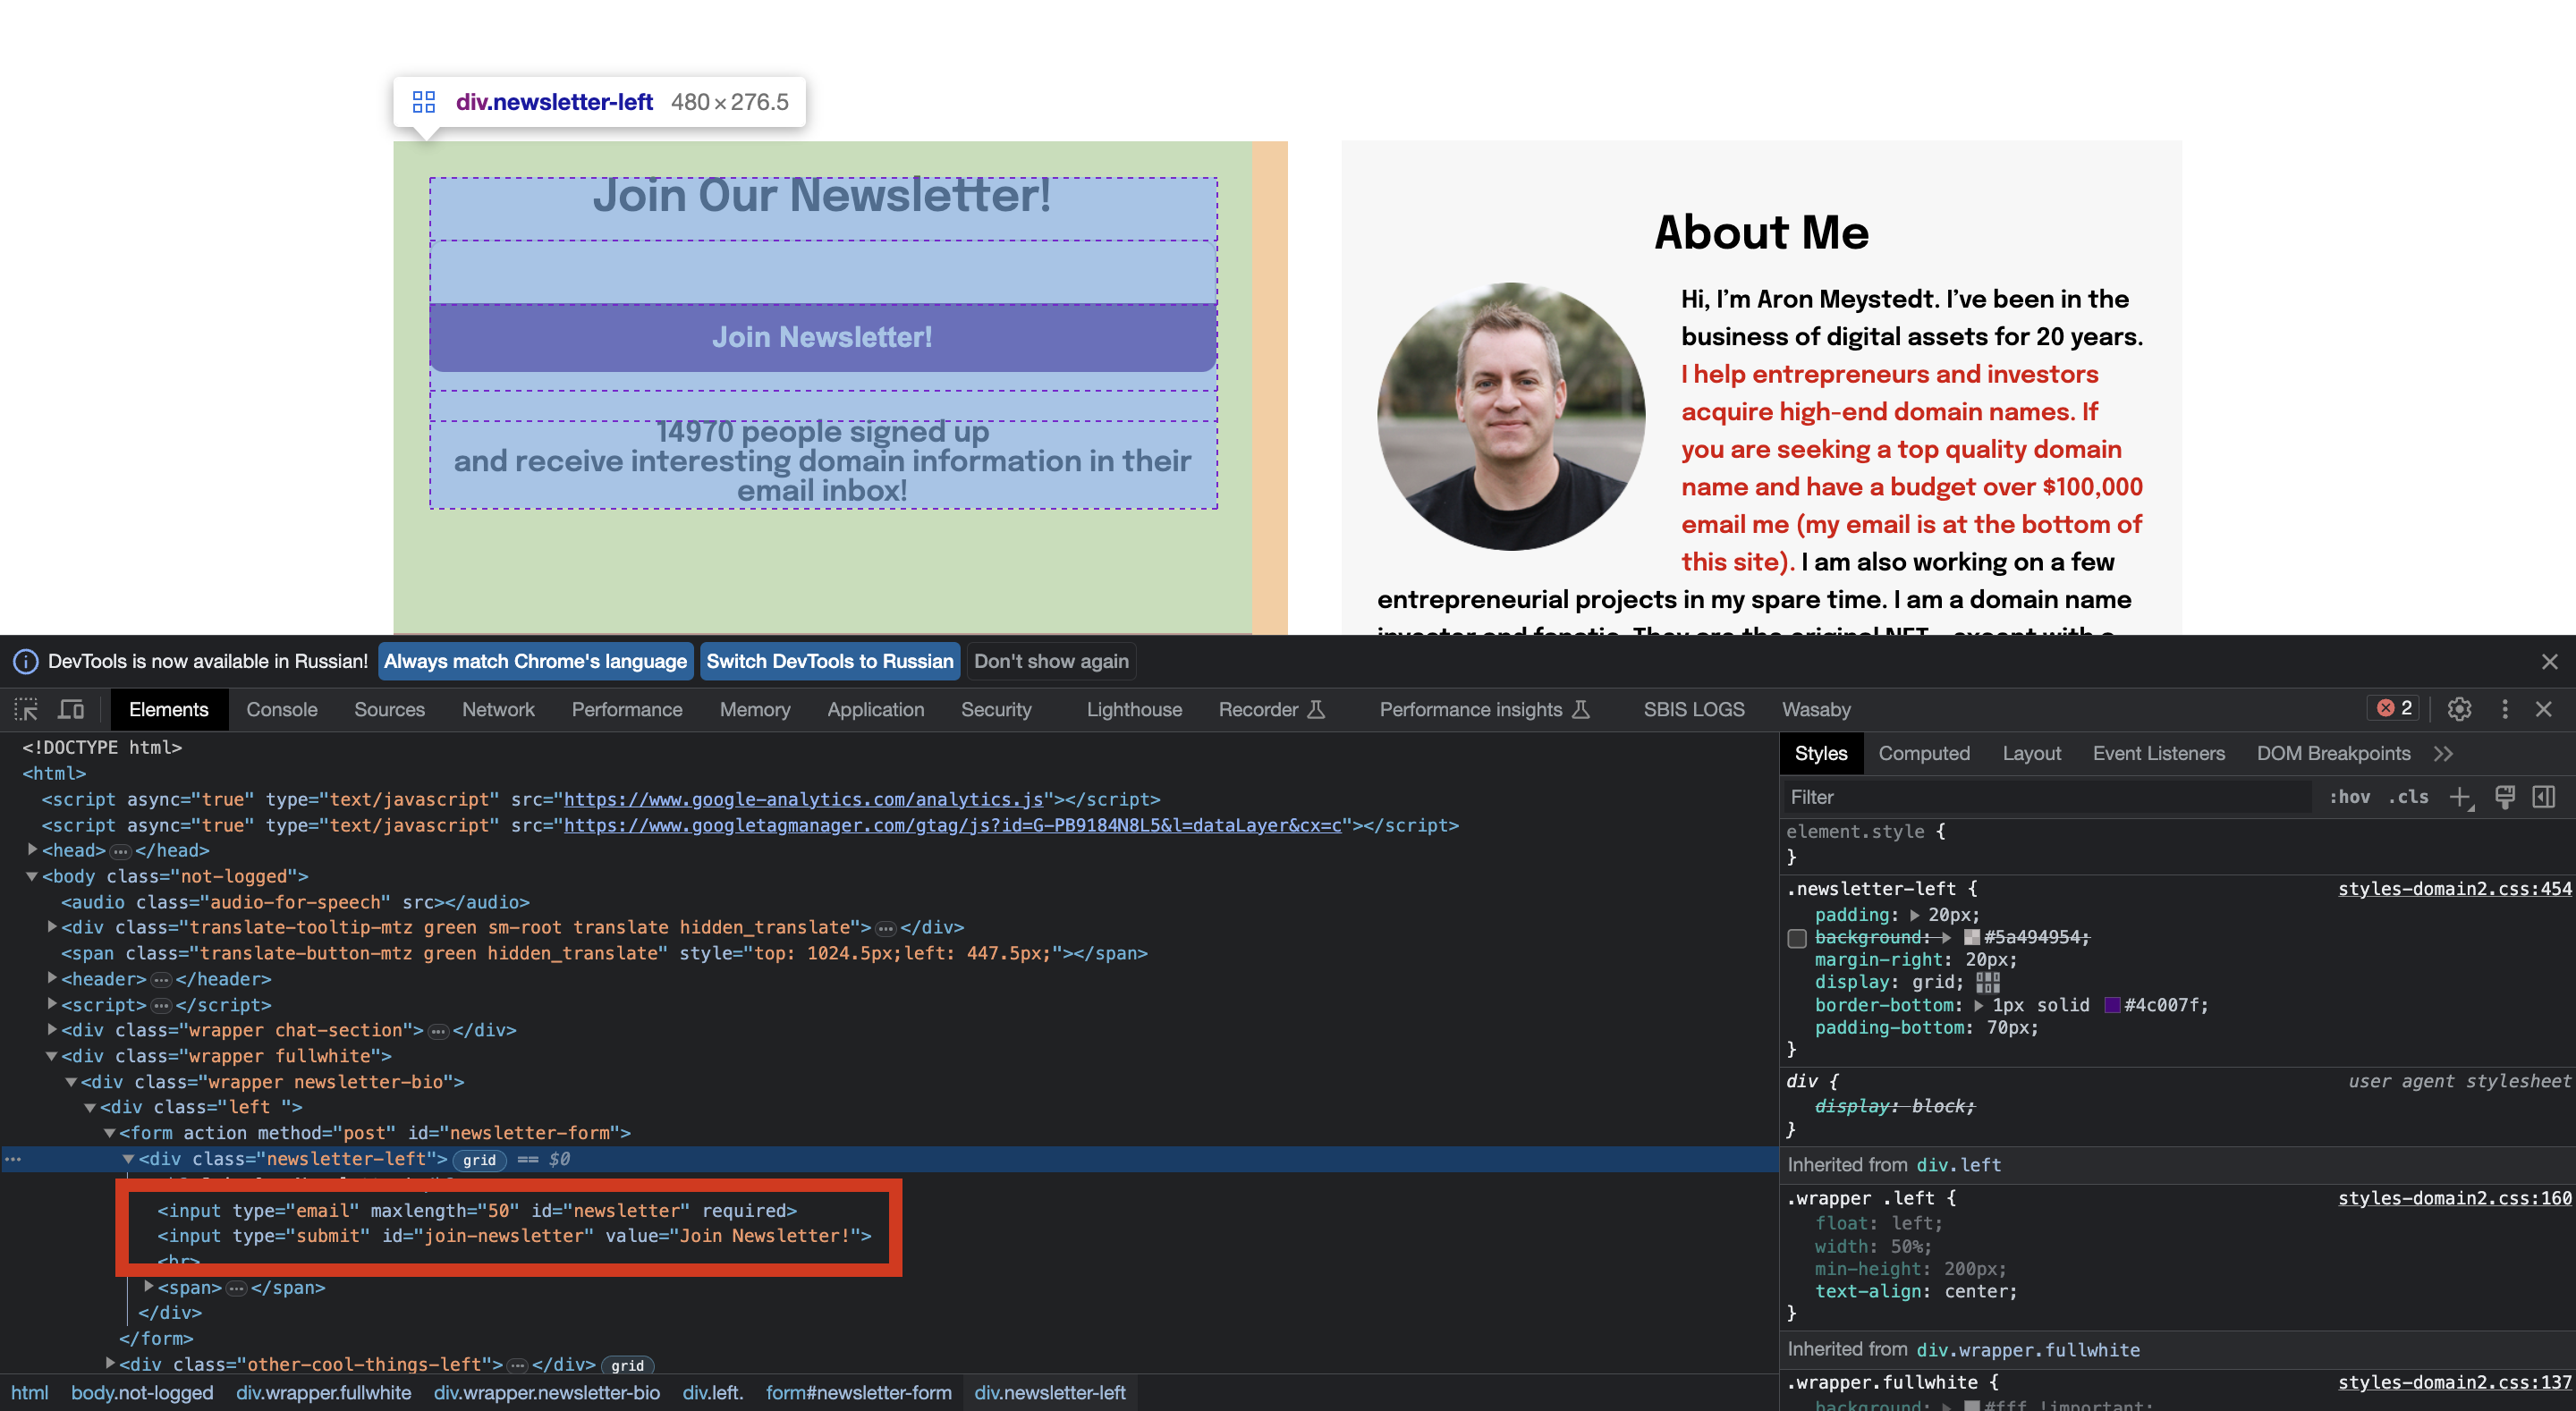 div.newsletter-left 480 × 276.5
Join Our Newsletter!
Join Newsletter!
14970 people signed up
and receive interesting domain information in their
email inbox!
About Me
Hi, I’m Aron Meystedt. I’ve been in the
business of digital assets for 20 years.
I help entrepreneurs and investors
acquire high-end domain names. If
you are seeking a top quality domain
name and have a budget over $100,000
email me (my email is at the bottom of
this site). I am also working on a few
entrepreneurial projects in my spare time. I am a domain name
DevTools is now available in Russian! Always match Chrome's language Switch DevTools to Russian Don't show again
Elements Console Sources Network Performance Memory Application Security Lighthouse Recorder Performance insights SBIS LOGS Wasaby 2
<!DOCTYPE html>
<html>
<script async="true" type="text/javascript" src="https://www.google-analytics.com/analytics.js"></script>
<script async="true" type="text/javascript" src="https://www.googletagmanager.com/gtag/js?id=G-PB9184N8L5&l=dataLayer&cx=c"></script>
<head>…</head>
<body class="not-logged">
<audio class="audio-for-speech" src></audio>
<div class="translate-tooltip-mtz green sm-root translate hidden_translate">…</div>
<span class="translate-button-mtz green hidden_translate" style="top: 1024.5px;left: 447.5px;"></span>
<header>…</header>
<script>…</script>
<div class="wrapper chat-section">…</div>
<div class="wrapper fullwhite">
<div class="wrapper newsletter-bio">
<div class="left ">
<form action method="post" id="newsletter-form">
… <div class="newsletter-left"> grid == $0
<input type="email" maxlength="50" id="newsletter" required>
<input type="submit" id="join-newsletter" value="Join Newsletter!">
<br>
<span>…</span>
</div>
</form>
<div class="other-cool-things-left">…</div> grid
html body.not-logged div.wrapper.fullwhite div.wrapper.newsletter-bio div.left. form#newsletter-form div.newsletter-left
Styles Computed Layout Event Listeners DOM Breakpoints
Filter :hov .cls
element.style {
}
.newsletter-left { styles-domain2.css:454
padding: 20px;
background: #5a494954;
margin-right: 20px;
display: grid;
border-bottom: 1px solid #4c007f;
padding-bottom: 70px;
}
div { user agent stylesheet
display: block;
}
Inherited from div.left
.wrapper .left { styles-domain2.css:160
float: left;
width: 50%;
min-height: 200px;
text-align: center;
}
Inherited from div.wrapper.fullwhite
.wrapper.fullwhite { styles-domain2.css:137
background: #fff !important;